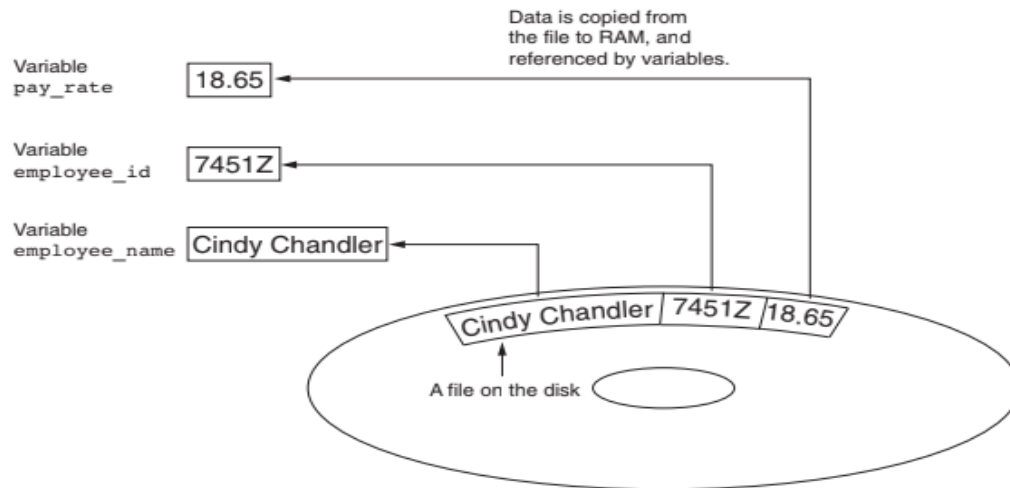 Data is copied from
the file to RAM, and
referenced by variables.
Variable
pay_rate
18.65
Variable
employee_id
7451Z
Variable
employee_name
Cindy Chandler
Cindy Chandler 7451Z 18.65
A file on the disk